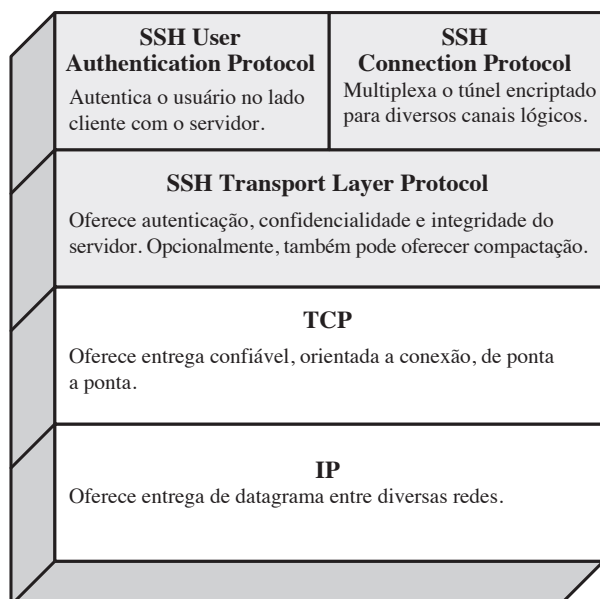 SSH User
Authentication Protocol
Autentica o usuário no lado
cliente com o servidor.
SSH
Connection Protocol
Multiplexa o túnel encriptado
para diversos canais lógicos.
SSH Transport Layer Protocol
Oferece autenticação, confidencialidade e integridade do
servidor. Opcionalmente, também pode oferecer compactação.
TCP
Oferece entrega confiável, orientada a conexão, de ponta
a ponta.
IP
Oferece entrega de datagrama entre diversas redes.